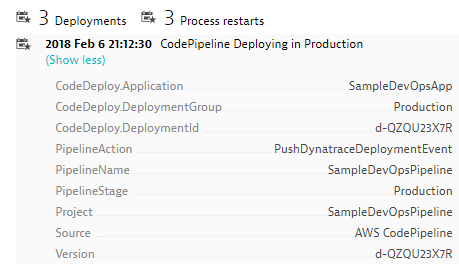 3 Deployments 3 Process restarts
2018 Feb 6 21:12:30 CodePipeline Deploying in Production
(Show less)
CodeDeploy.Application SampleDevOpsApp
CodeDeploy.DeploymentGroup Production
CodeDeploy.DeploymentId d-QZQU23X7R
PipelineAction PushDynatraceDeploymentEvent
PipelineName SampleDevOpsPipeline
PipelineStage Production
Project SampleDevOpsPipeline
Source AWS CodePipeline
Version d-QZQU23X7R